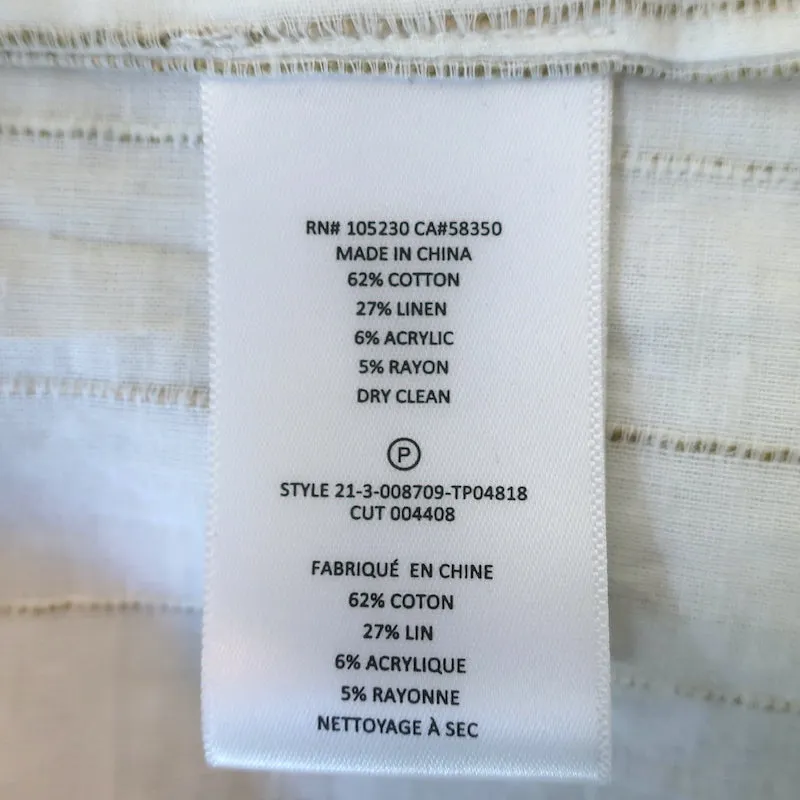 RN# 105230 CA#58350
MADE IN CHINA
62% COTTON
27% LINEN
6% ACRYLIC
5% RAYON
DRY CLEAN
P
STYLE 21-3-008709-TP04818
CUT 004408
FABRIQUÉ EN CHINE
62% COTON
27% LIN
6% ACRYLIQUE
5% RAYONNE
NETTOYAGE À SEC